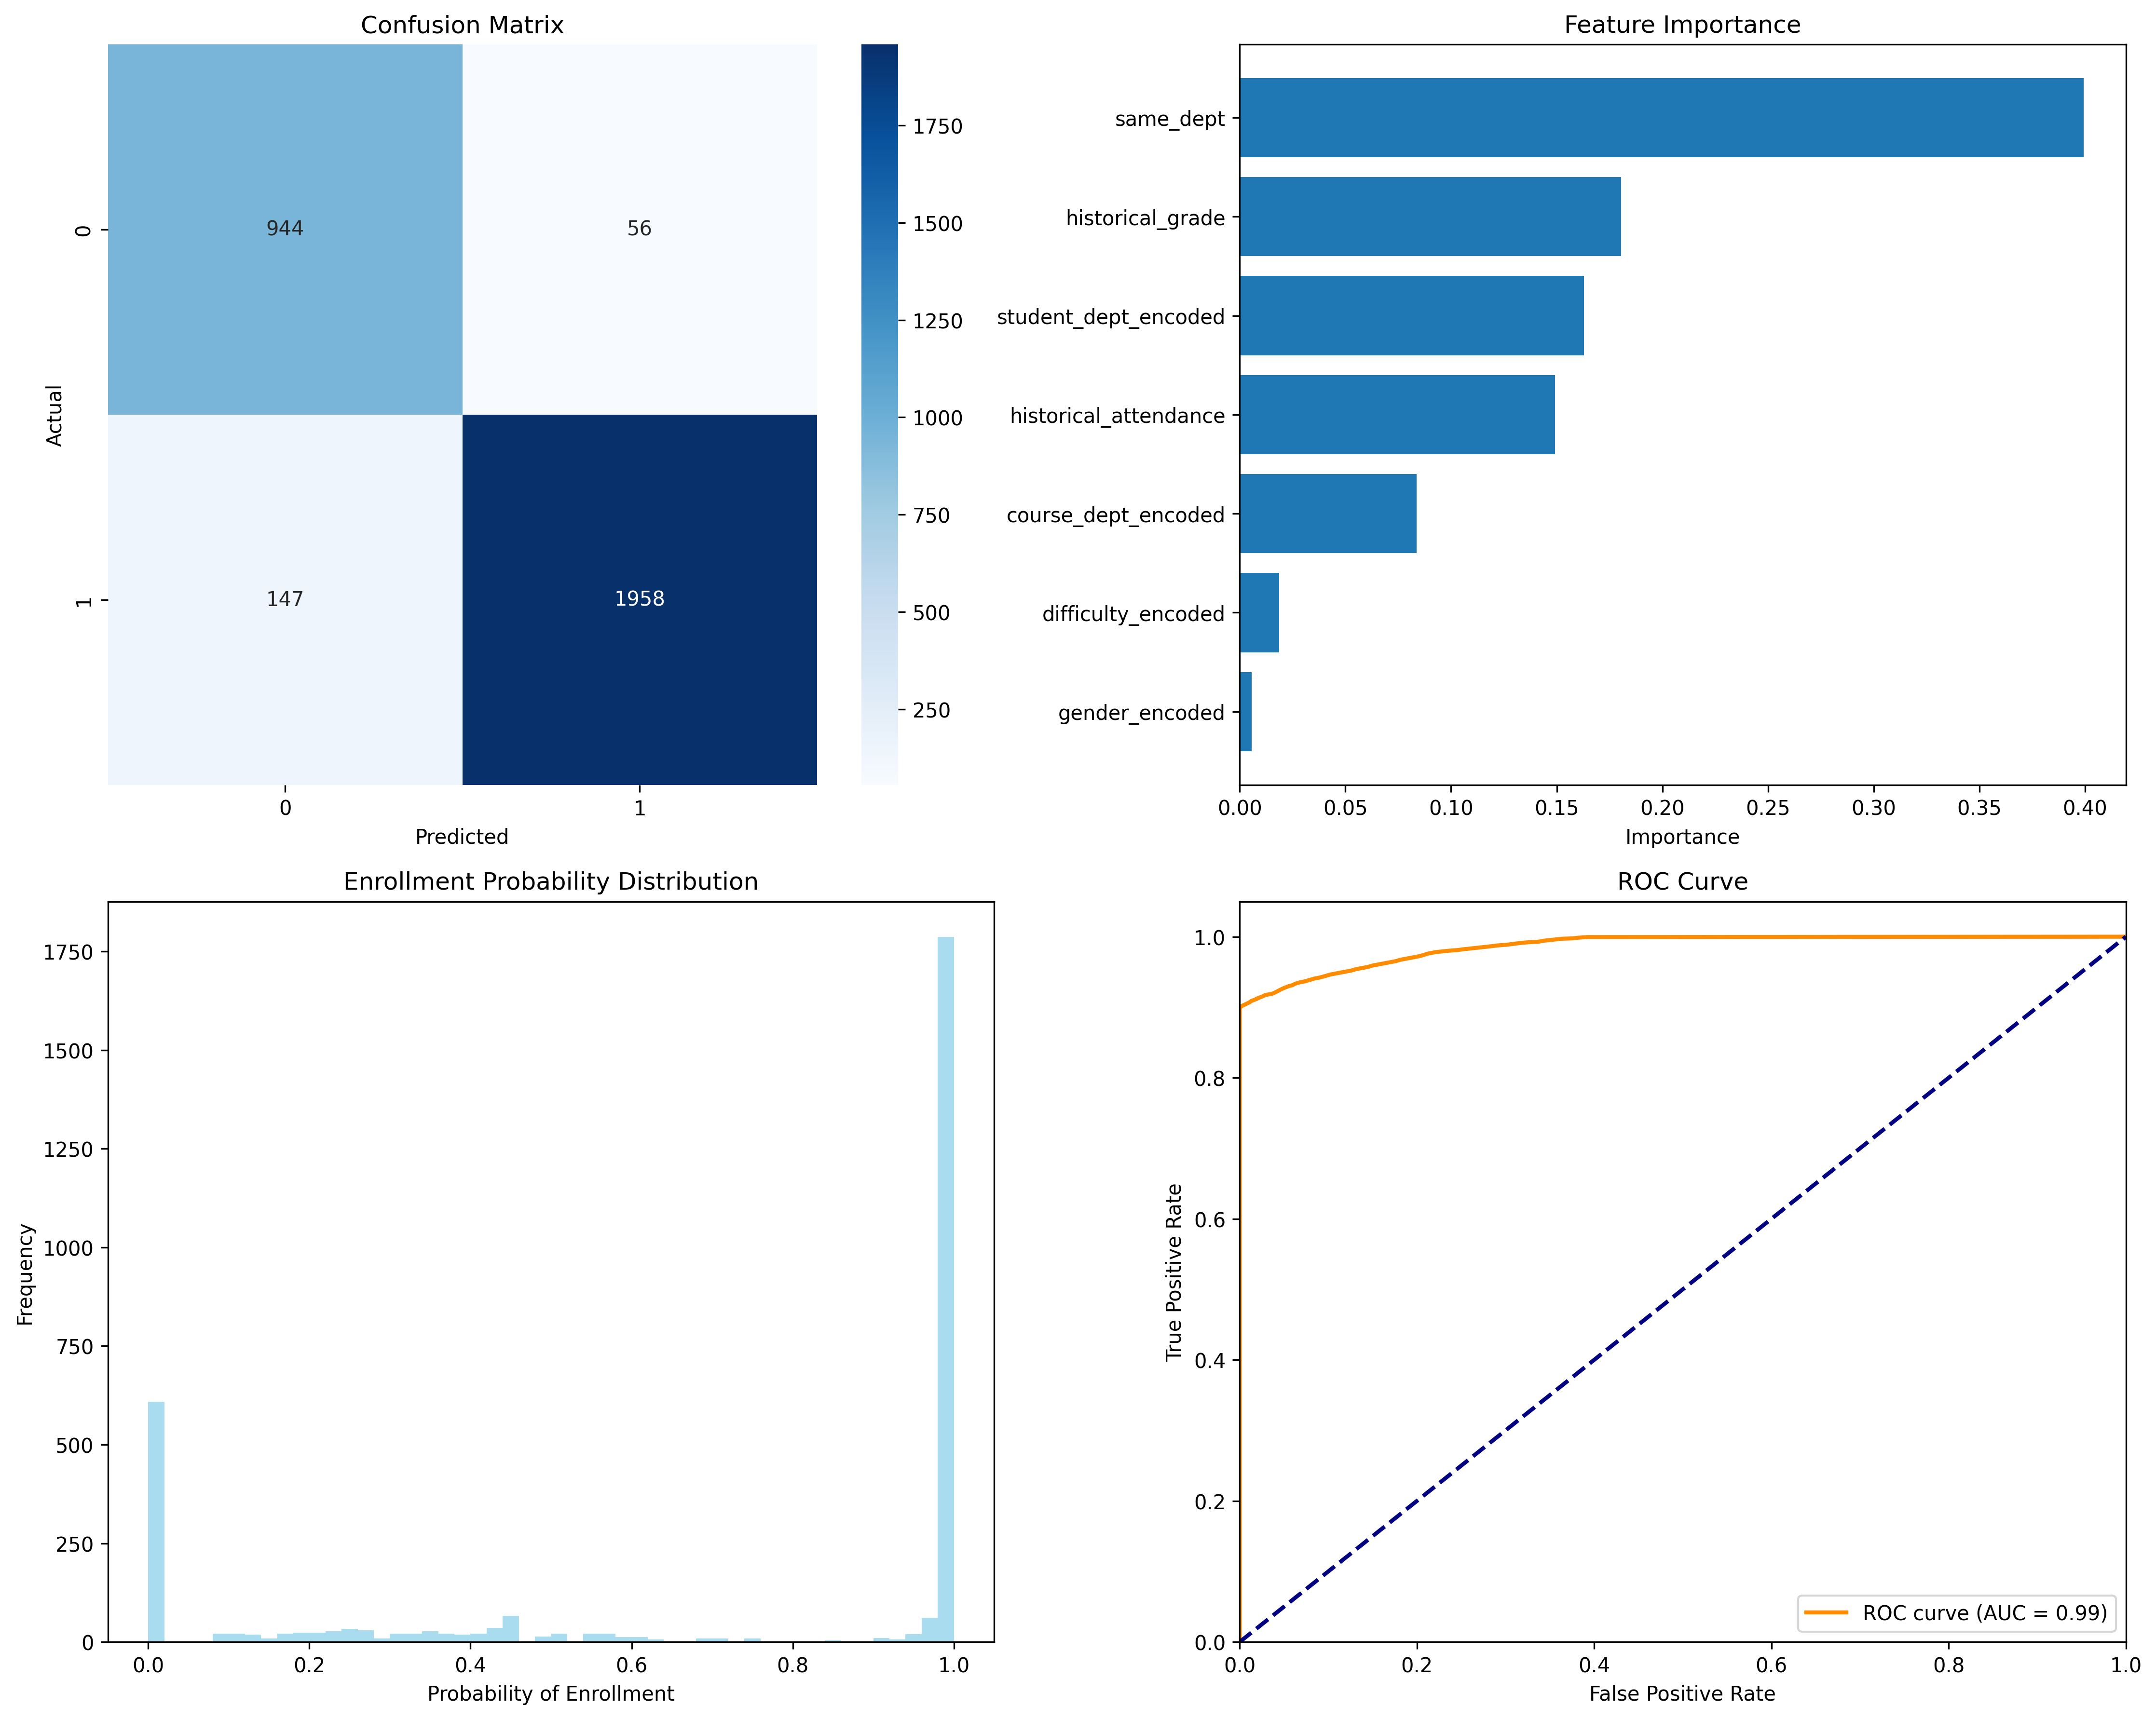 Confusion Matrix
944
56
147
1958
0
1
Actual
0
1
Predicted
1750
1500
1250
1000
750
500
250
Feature Importance
same_dept
historical_grade
student_dept_encoded
historical_attendance
course_dept_encoded
difficulty_encoded
gender_encoded
0.00 0.05 0.10 0.15 0.20 0.25 0.30 0.35 0.40
Importance
Enrollment Probability Distribution
1750
1500
1250
1000
750
500
250
0
Frequency
0.0 0.2 0.4 0.6 0.8 1.0
Probability of Enrollment
ROC Curve
1.0
0.8
0.6
0.4
0.2
0.0
True Positive Rate
ROC curve (AUC = 0.99)
0.0 0.2 0.4 0.6 0.8 1.0
False Positive Rate